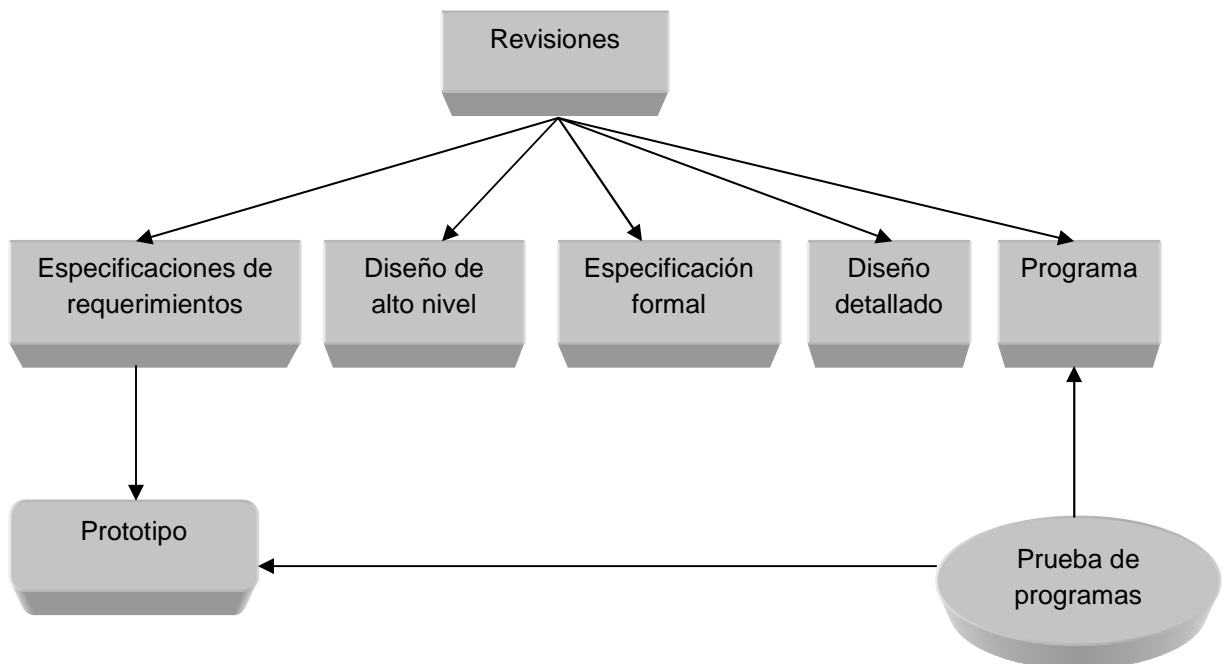 Revisiones
Especificaciones de
requerimientos
Diseño de
alto nivel
Especificación
formal
Diseño
detallado
Programa
Prototipo
Prueba de
programas